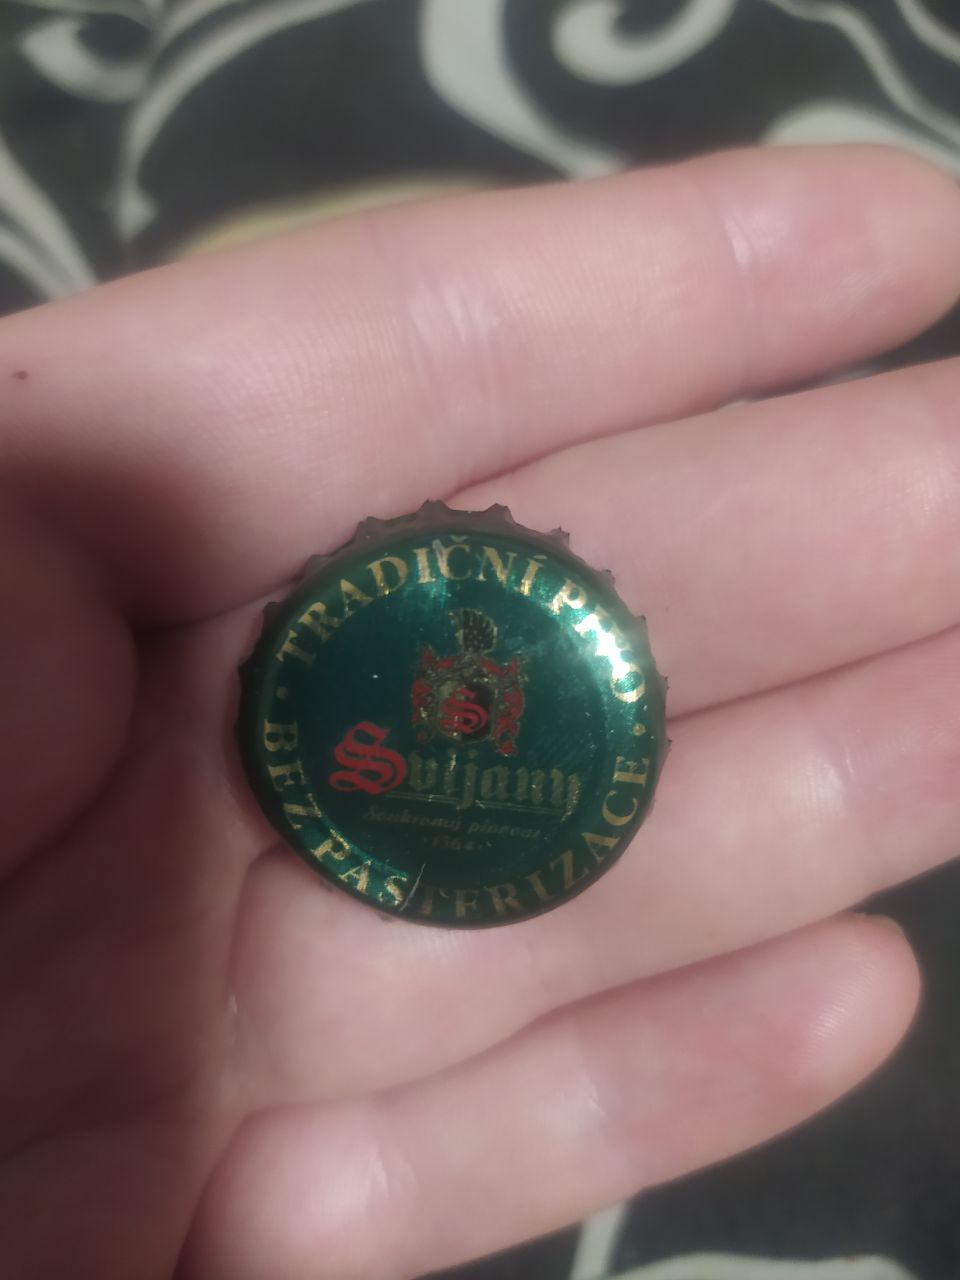 TRADIČNÍ PIVO
S
Svijany
Soukromý pivovar
·1564·
BEZ PASTERIZACE